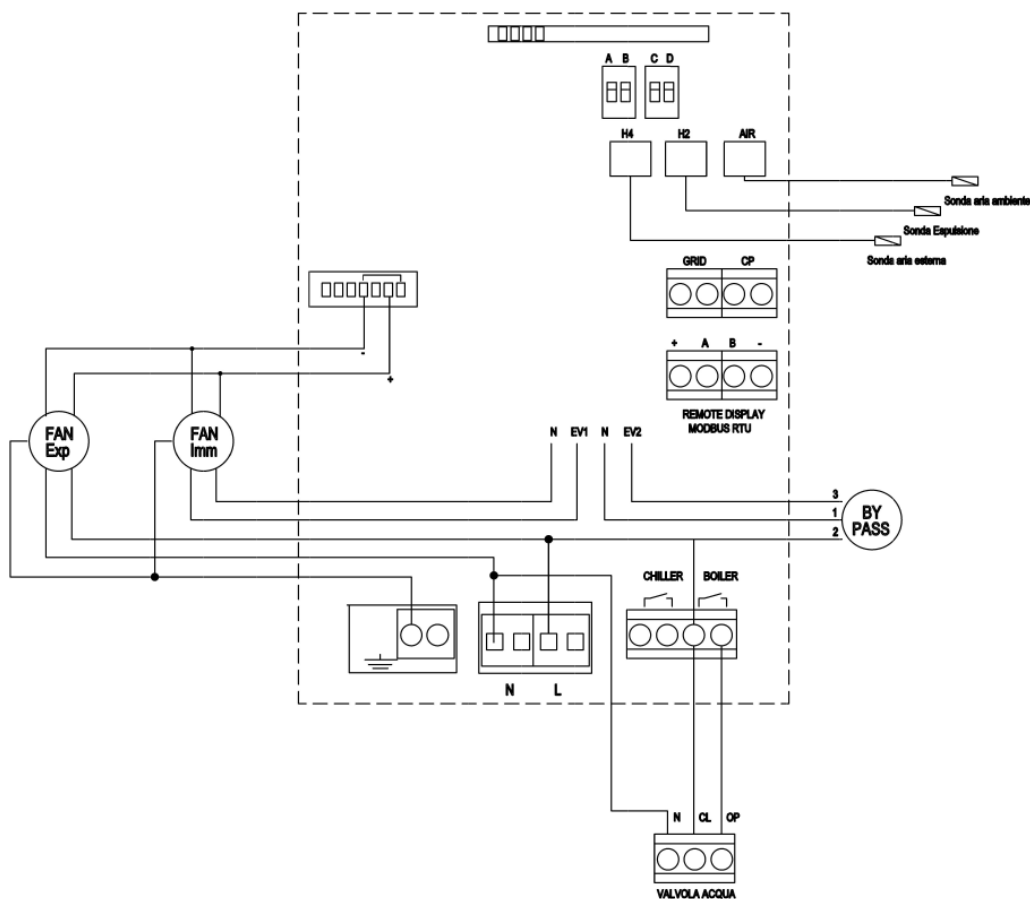 A B C D
H4 H2 AIR
Sonda aria ambiente
Sonda Espulsione
Sonda aria esterna
GRID CP
+ A B -
REMOTE DISPLAY
MODBUS RTU
-
+
FAN
Exp
FAN
Imm
N EV1 N EV2
3
1
2
BY
PASS
CHILLER BOILER
N L
N CL OP
VALVOLA ACQUA